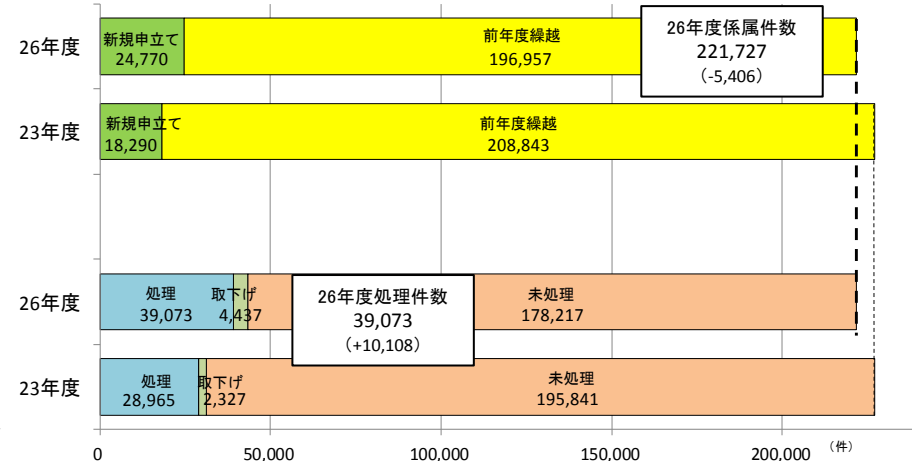 26年度
新規申立て
24,770
前年度繰越
196,957
26年度係属件数
221,727
（-5,406）
23年度
新規申立て
18,290
前年度繰越
208,843
26年度
処理
39,073
取下げ
4,437
26年度処理件数
39,073
（+10,108）
未処理
178,217
23年度
処理
28,965
取下げ
2,327
未処理
195,841
0
50,000
100,000
150,000
200,000
（件）